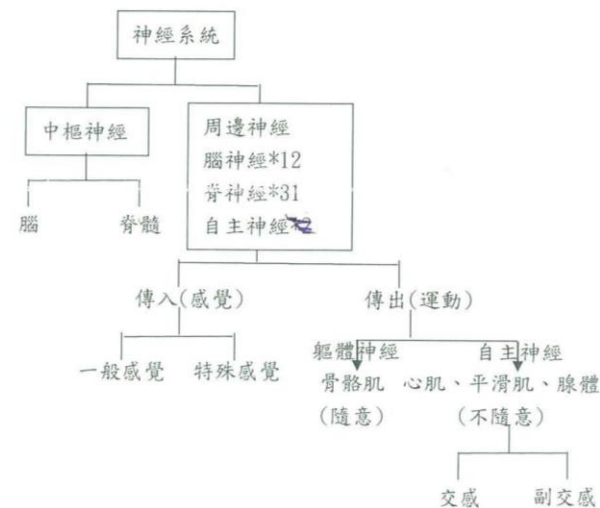 神經系統
中樞神經
周邊神經
腦神經*12
脊神經*31
自主神經
腦 脊髓
傳入(感覺) 傳出(運動)
一般感覺 特殊感覺
軀體神經 自主神經
骨骼肌 心肌、平滑肌、腺體
(隨意) (不隨意)
交感 副交感